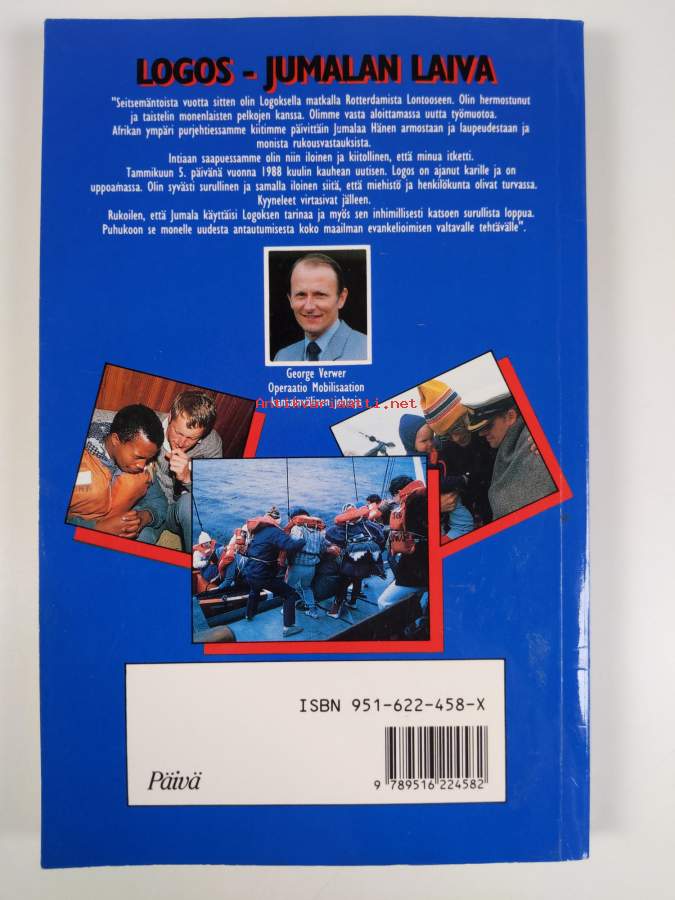 LOGOS - JUMALAN LAIVA
"Seitsemäntoista vuotta sitten olin Logoksella matkalla Rotterdamista Lontooseen. Olin hermostunut
ja taistelin monenlaisten pelkojen kanssa. Olimme vasta aloittamassa uutta työmuotoa.
Afrikan ympäri purjehtiessamme kiitimme päivittäin Jumalaa Hänen armostaan ja laupeudestaan ja
monista rukousvastauksista.
Intiaan saapuessamme olin niin iloinen ja kiitollinen, että minua itketti.
Tammikuun 5. päivänä vuonna 1988 kuulin kauhean uutisen. Logos on ajanut karille ja on
uppoamassa. Olin syvästi surullinen ja samalla iloinen siitä, että miehistö ja henkilökunta olivat turvassa.
Kyyneleet virtasivat jälleen.
Rukoilen, että Jumala käyttäisi Logoksen tarinaa ja myös sen inhimillisesti katsoen surullista loppua.
Puhukoon se monelle uudesta antautumisesta koko maailman evankelioimisen valtavalle tehtävälle".
George Verwer
Operaatio Mobilisaation
kansainvälinen johtaja
Antikvariaatti.net
ISBN 951-622-458-X
Päivä
9 789516 224582